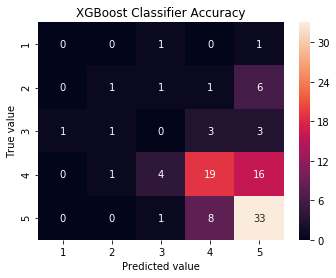 XGBoost Classifier Accuracy
True value
1 0 0 1 0 1
2 0 1 1 1 6
3 1 1 0 3 3
4 0 1 4 19 16
5 0 0 1 8 33
1 2 3 4 5
Predicted value
30
24
18
12
6
0